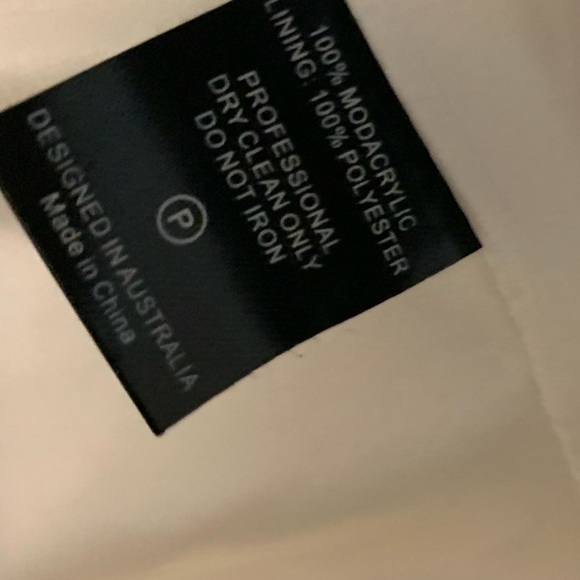 100% MODACRYLIC
LINING: 100% POLYESTER
PROFESSIONAL
DRY CLEAN ONLY
DO NOT IRON
P
DESIGNED IN AUSTRALIA
Made in China